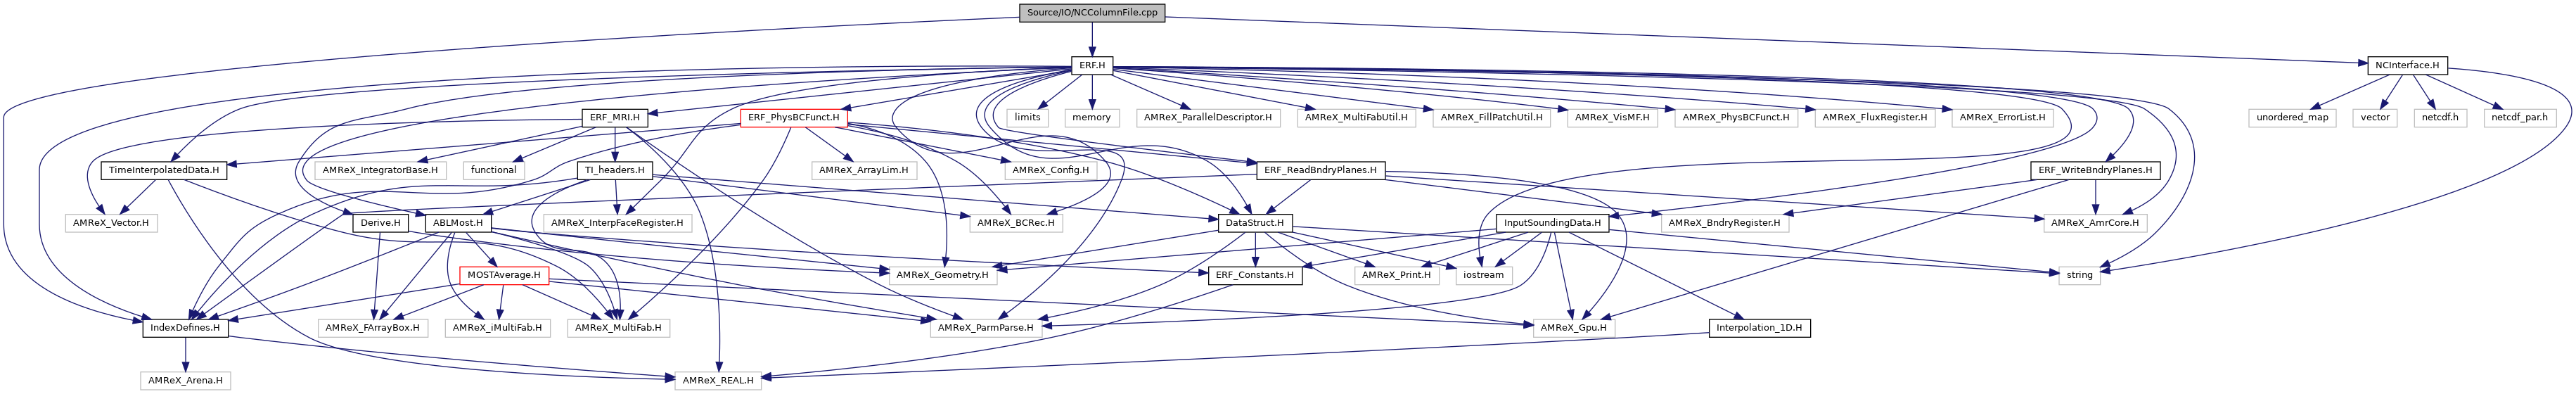 Source/IO/NCColumnFile.cpp
ERF.H
NCInterface.H
ERF_MRI.H
ERF_PhysBCFunct.H
limits
memory
AMReX_ParallelDescriptor.H
AMReX_MultiFabUtil.H
AMReX_FillPatchUtil.H
AMReX_VisMF.H
AMReX_PhysBCFunct.H
AMReX_FluxRegister.H
AMReX_ErrorList.H
unordered_map
vector
netcdf.h
netcdf_par.h
TimeInterpolatedData.H
AMReX_IntegratorBase.H
functional
TI_headers.H
AMReX_ArrayLim.H
AMReX_Config.H
ERF_ReadBndryPlanes.H
ERF_WriteBndryPlanes.H
AMReX_Vector.H
Derive.H
ABLMost.H
AMReX_InterpFaceRegister.H
AMReX_BCRec.H
DataStruct.H
InputSoundingData.H
AMReX_BndryRegister.H
AMReX_AmrCore.H
MOSTAverage.H
AMReX_Geometry.H
ERF_Constants.H
AMReX_Print.H
iostream
string
IndexDefines.H
AMReX_FArrayBox.H
AMReX_iMultiFab.H
AMReX_MultiFab.H
AMReX_ParmParse.H
AMReX_Gpu.H
Interpolation_1D.H
AMReX_Arena.H
AMReX_REAL.H